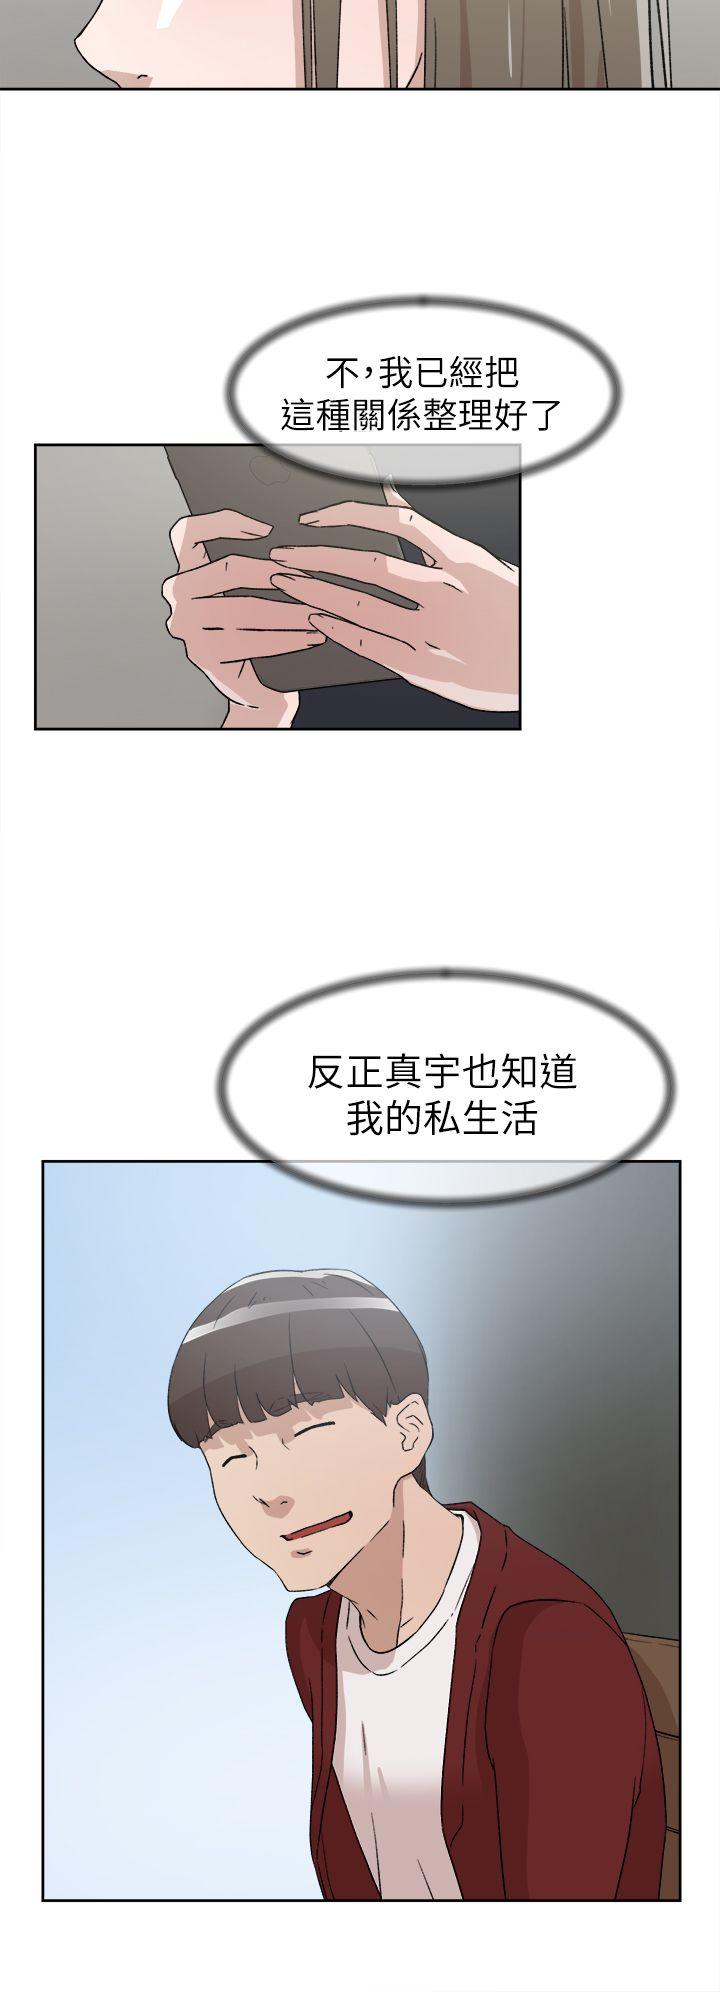 不，我已經把
這種關係整理好了
反正真宇也知道
我的私生活